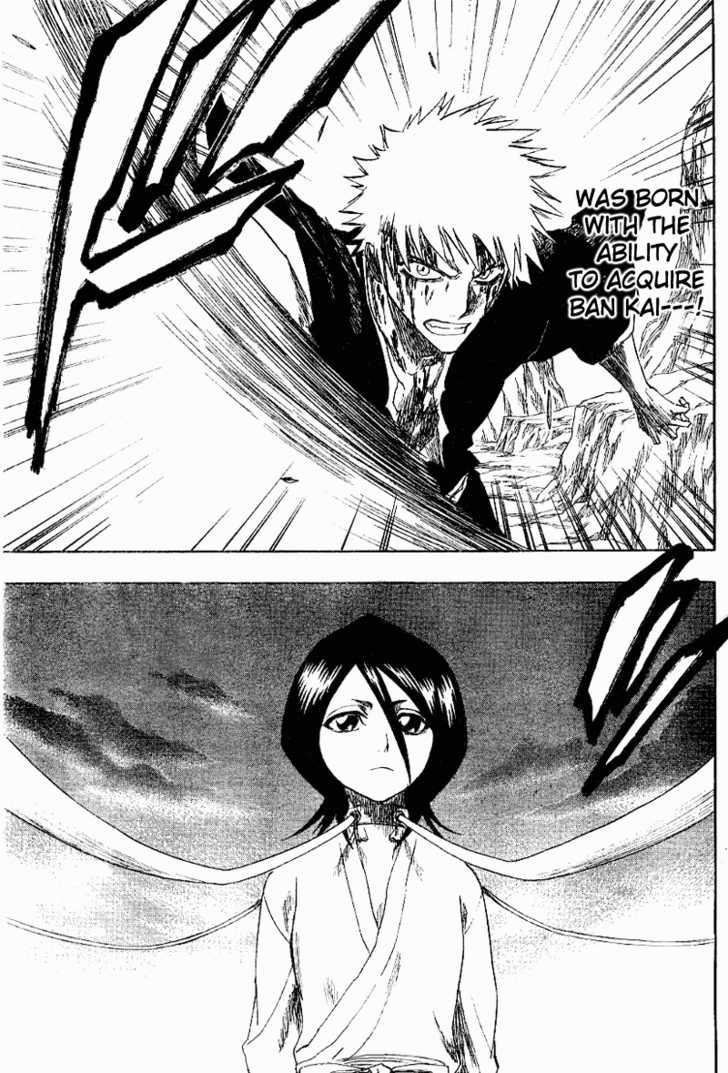 WAS BORN
WITH THE
ABILITY
TO ACQUIRE
BAN KAI---!